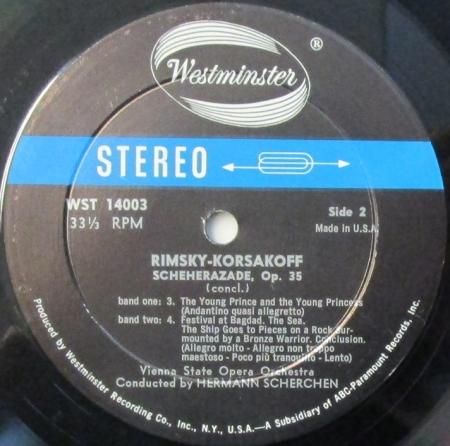 Westminster ®
STEREO
WST 14003
33⅓ RPM
Side 2
Made in U.S.A.
RIMSKY-KORSAKOFF
SCHEHERAZADE, Op. 35
(concl.)
band one: 3. The Young Prince and the Young Princess
(Andantino quasi allegretto)
band two: 4. Festival at Bagdad. The Sea.
The Ship Goes to Pieces on a Rock Sur-
mounted by a Bronze Warrior. Conclusion.
(Allegro molto - Allegro non troppo
maestoso - Poco più tranquillo - Lento)
Vienna State Opera Orchestra
Conducted by HERMANN SCHERCHEN
Produced by Westminster Recording Co., Inc., N.Y., U.S.A.—A Subsidiary of ABC-Paramount Records, Inc.